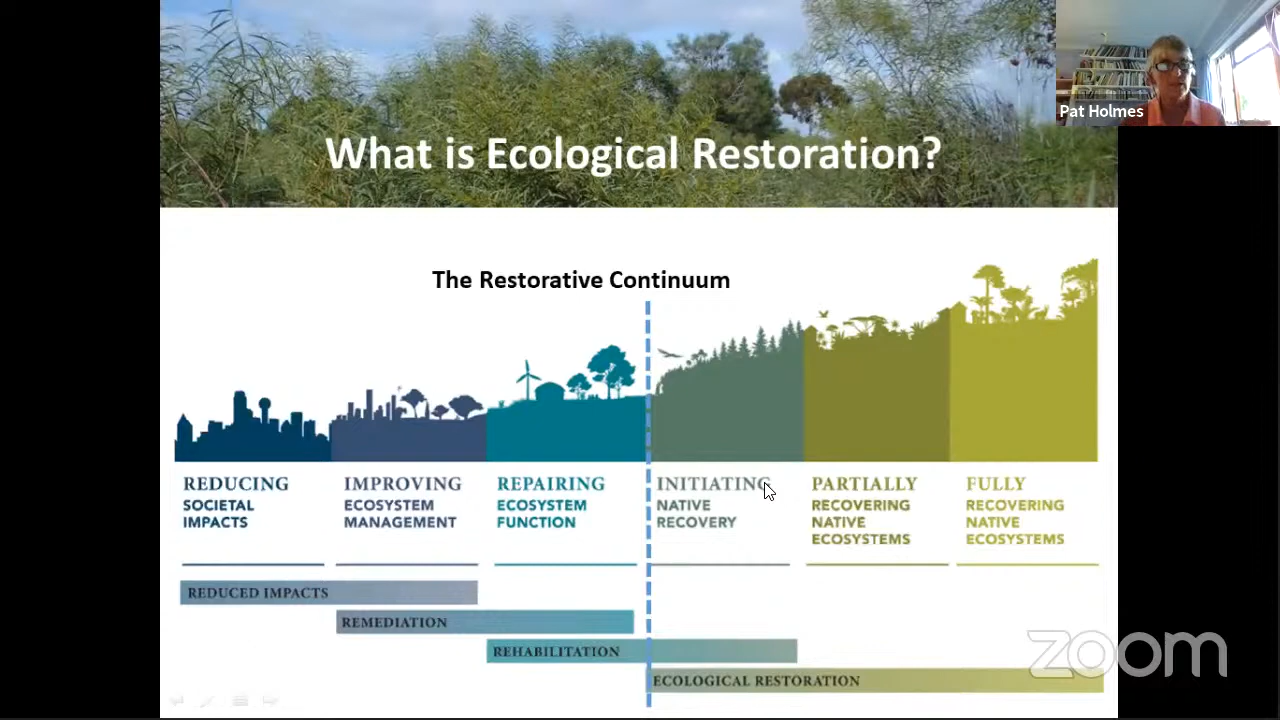 Pat Holmes
What is Ecological Restoration?
The Restorative Continuum
REDUCING
SOCIETAL
IMPACTS
IMPROVING
ECOSYSTEM
MANAGEMENT
REPAIRING
ECOSYSTEM
FUNCTION
INITIATING
NATIVE
RECOVERY
PARTIALLY
RECOVERING
NATIVE
ECOSYSTEMS
FULLY
RECOVERING
NATIVE
ECOSYSTEMS
REDUCED IMPACTS
REMEDIATION
REHABILITATION
ECOLOGICAL RESTORATION
zoom